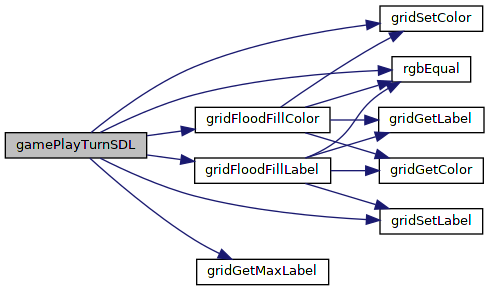 gridSetColor
rgbEqual
gridFloodFillColor
gridGetLabel
gamePlayTurnSDL
gridFloodFillLabel
gridGetColor
gridSetLabel
gridGetMaxLabel